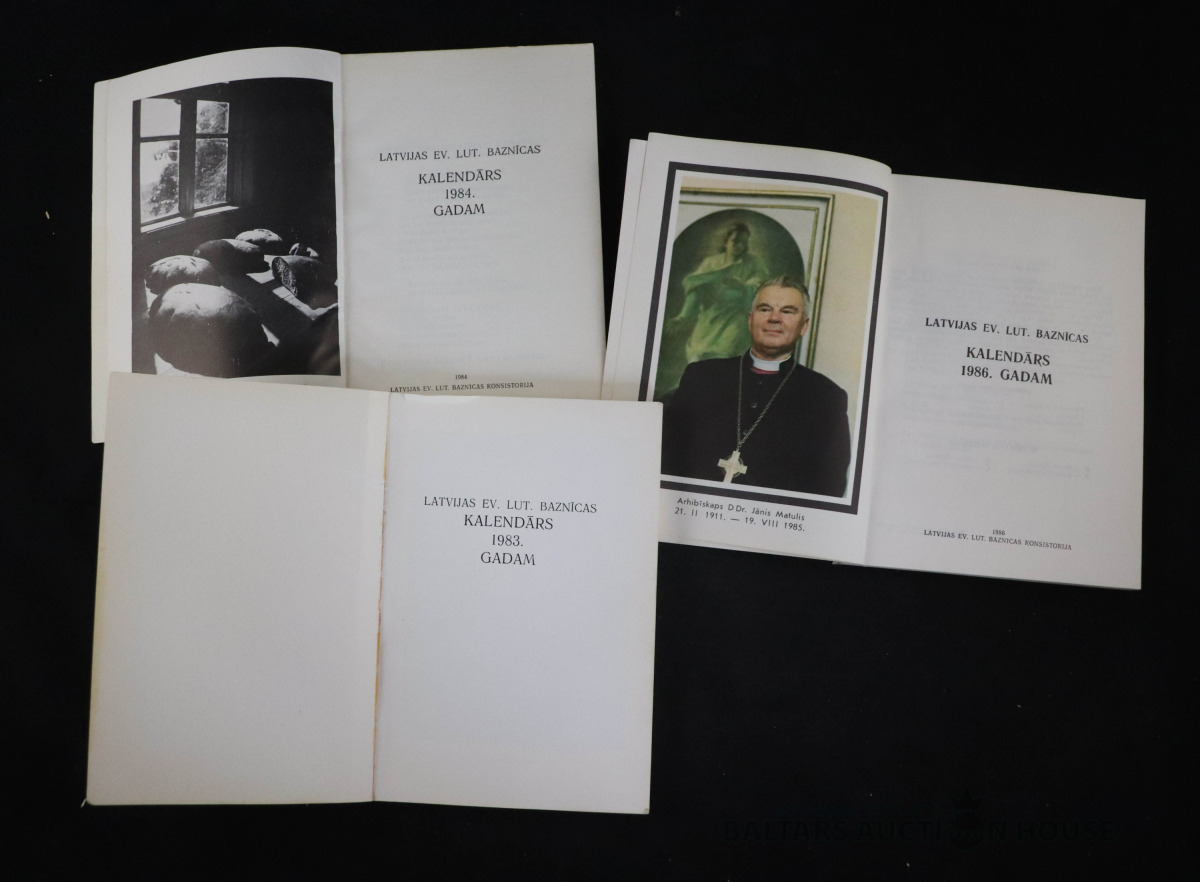 LATVIJAS EV. LUT. BAZNĪCAS
KALENDĀRS
1984.
GADAM
1984
LATVIJAS EV. LUT. BAZNĪCAS KONSISTORIJA
Arhibīskaps D Dr. Jānis Matulis
21. II 1911. — 19. VIII 1985.
LATVIJAS EV. LUT. BAZNĪCAS
KALENDĀRS
1986. GADAM
1986
LATVIJAS EV. LUT. BAZNĪCAS KONSISTORIJA
LATVIJAS EV. LUT. BAZNĪCAS
KALENDĀRS
1983.
GADAM
BALTARS AUCTION HOUSE